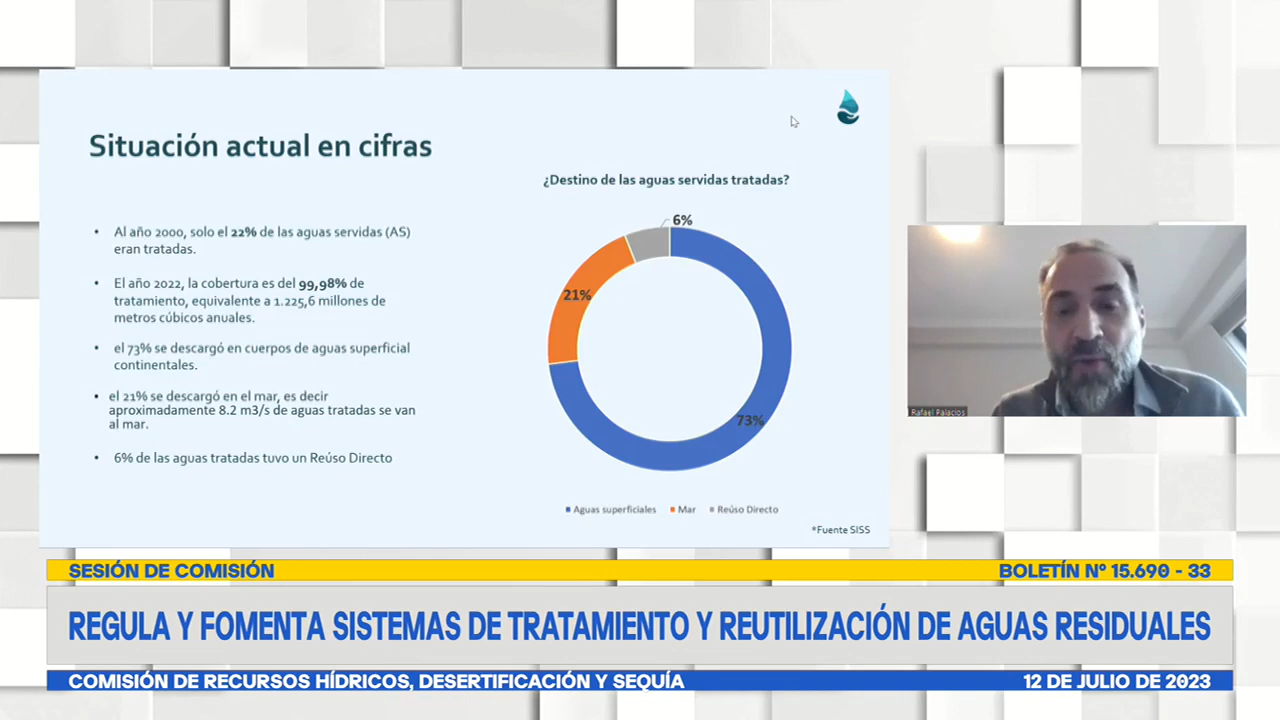 Situación actual en cifras
• Al año 2000, solo el 22% de las aguas servidas (AS)
eran tratadas.
• El año 2022, la cobertura es del 99,98% de
tratamiento, equivalente a 1.225,6 millones de
metros cúbicos anuales.
• el 73% se descargó en cuerpos de aguas superficial
continentales.
• el 21% se descargó en el mar, es decir
aproximadamente 8.2 m3/s de aguas tratadas se van
al mar.
• 6% de las aguas tratadas tuvo un Reúso Directo
¿Destino de las aguas servidas tratadas?
6%
21%
73%
Aguas superficiales Mar Reúso Directo
*Fuente SISS
Rafael Palacios
SESIÓN DE COMISIÓN
BOLETÍN N° 15.690 - 33
REGULA Y FOMENTA SISTEMAS DE TRATAMIENTO Y REUTILIZACIÓN DE AGUAS RESIDUALES
COMISIÓN DE RECURSOS HÍDRICOS, DESERTIFICACIÓN Y SEQUÍA
12 DE JULIO DE 2023